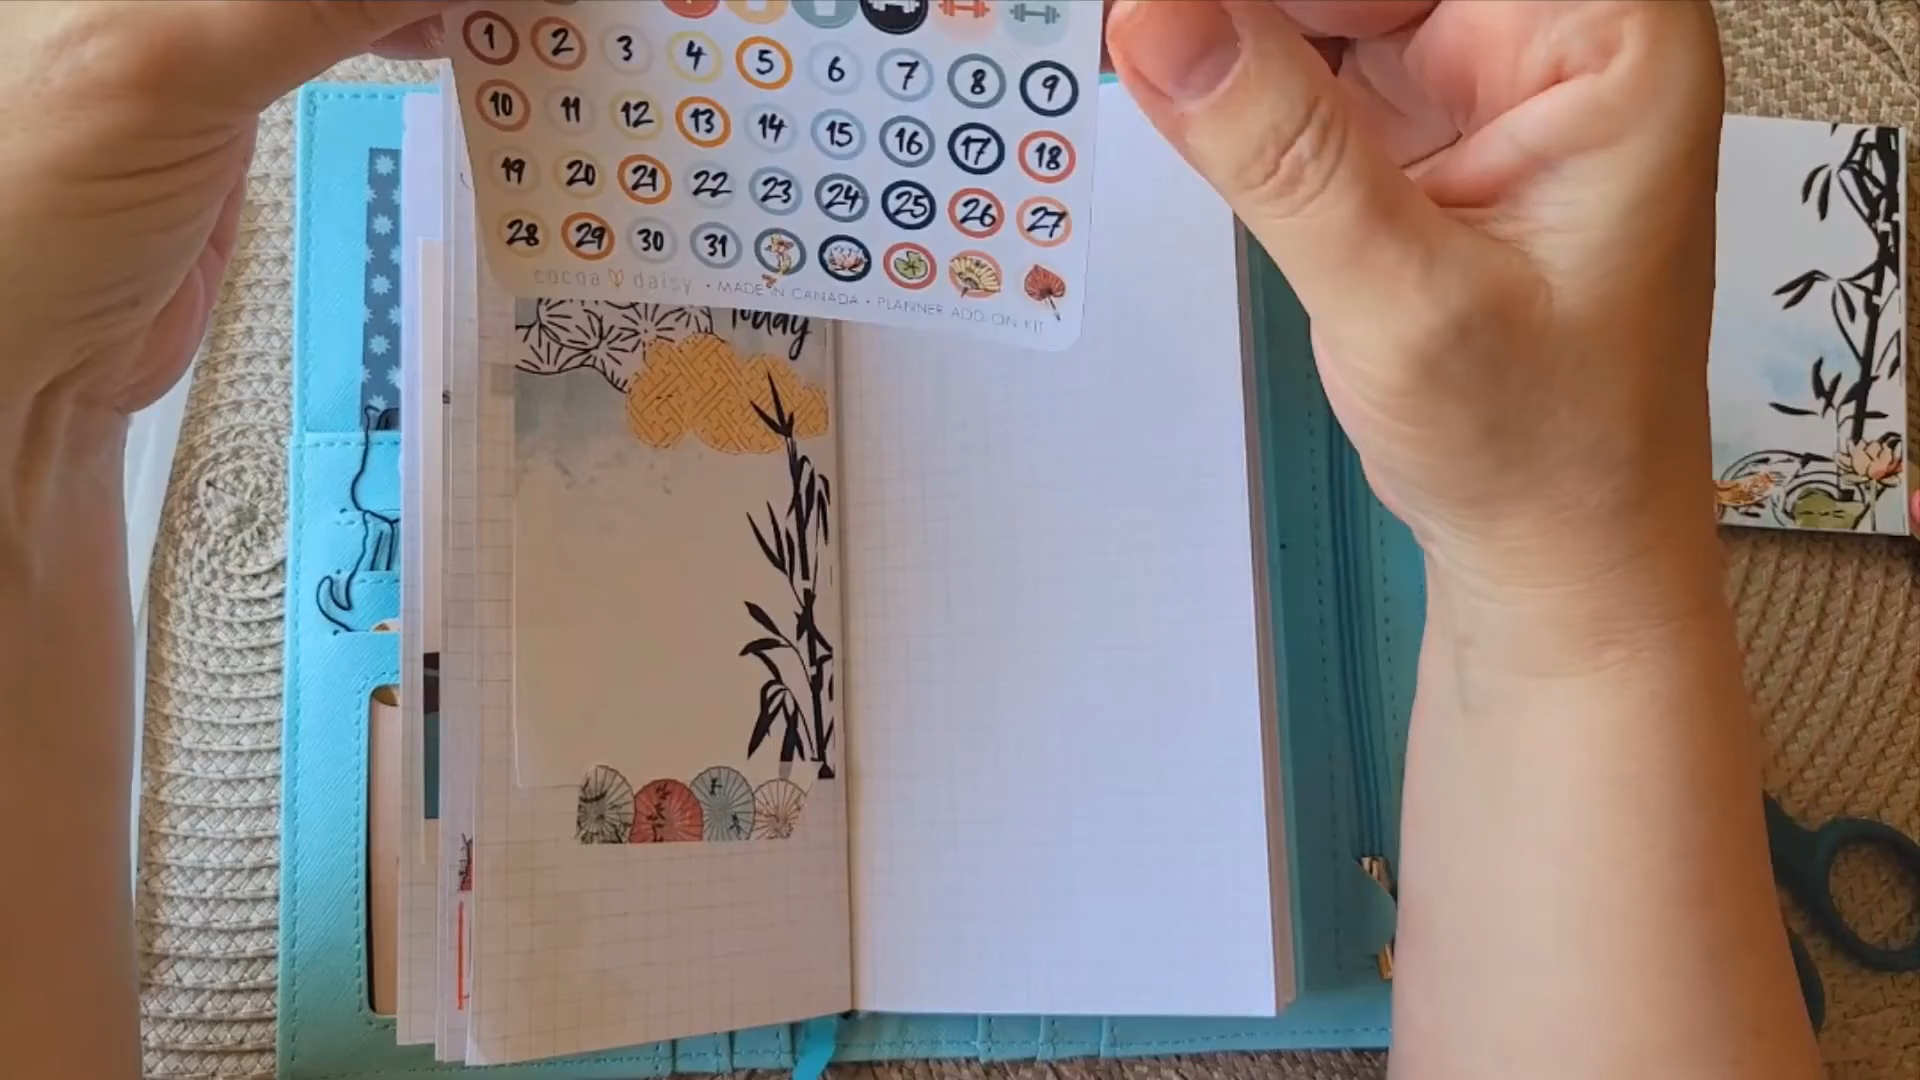 1 2 3 4 5 6 7 8 9
10 11 12 13 14 15 16 17 18
19 20 21 22 23 24 25 26 27
28 29 30 31
cocoa daisy • MADE IN CANADA • PLANNER ADD ON KIT
Today